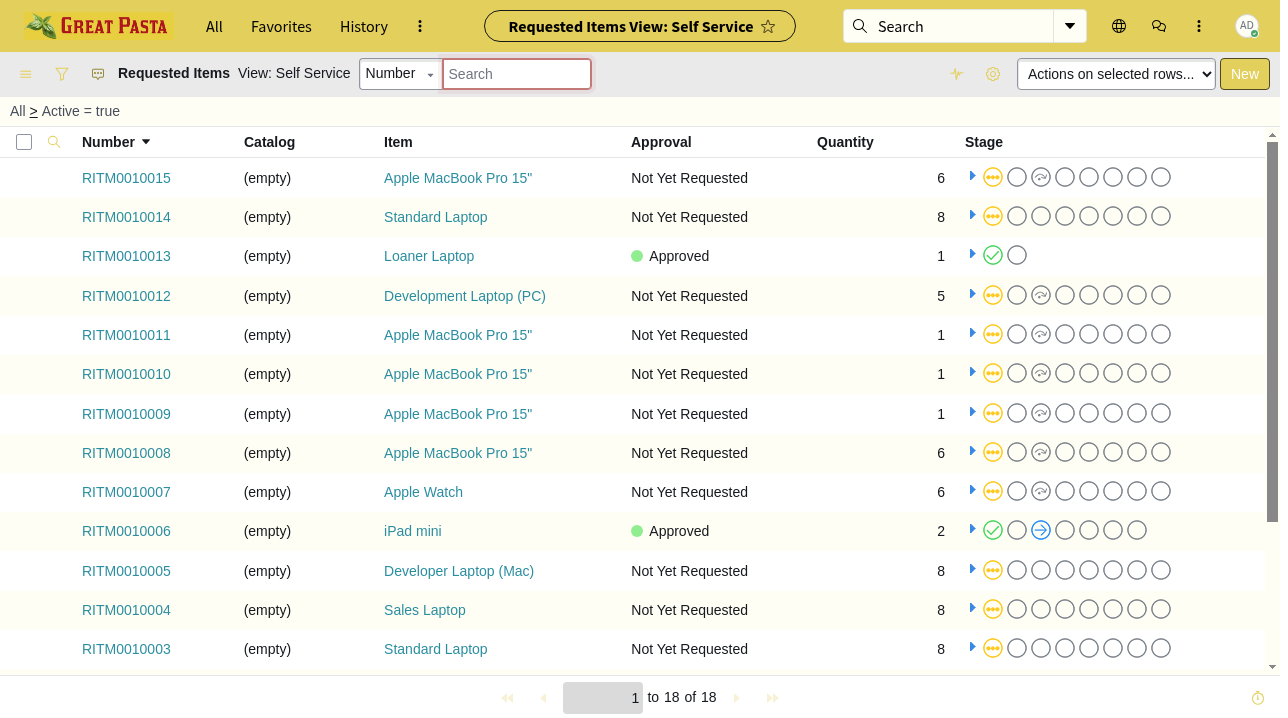 GREAT PASTA All Favorites History Requested Items View: Self Service Search AD
Requested Items View: Self Service Number Search Actions on selected rows... New
All > Active = true
Number Catalog Item Approval Quantity Stage
RITM0010015 (empty) Apple MacBook Pro 15" Not Yet Requested 6
RITM0010014 (empty) Standard Laptop Not Yet Requested 8
RITM0010013 (empty) Loaner Laptop Approved 1
RITM0010012 (empty) Development Laptop (PC) Not Yet Requested 5
RITM0010011 (empty) Apple MacBook Pro 15" Not Yet Requested 1
RITM0010010 (empty) Apple MacBook Pro 15" Not Yet Requested 1
RITM0010009 (empty) Apple MacBook Pro 15" Not Yet Requested 1
RITM0010008 (empty) Apple MacBook Pro 15" Not Yet Requested 6
RITM0010007 (empty) Apple Watch Not Yet Requested 6
RITM0010006 (empty) iPad mini Approved 2
RITM0010005 (empty) Developer Laptop (Mac) Not Yet Requested 8
RITM0010004 (empty) Sales Laptop Not Yet Requested 8
RITM0010003 (empty) Standard Laptop Not Yet Requested 8
1 to 18 of 18